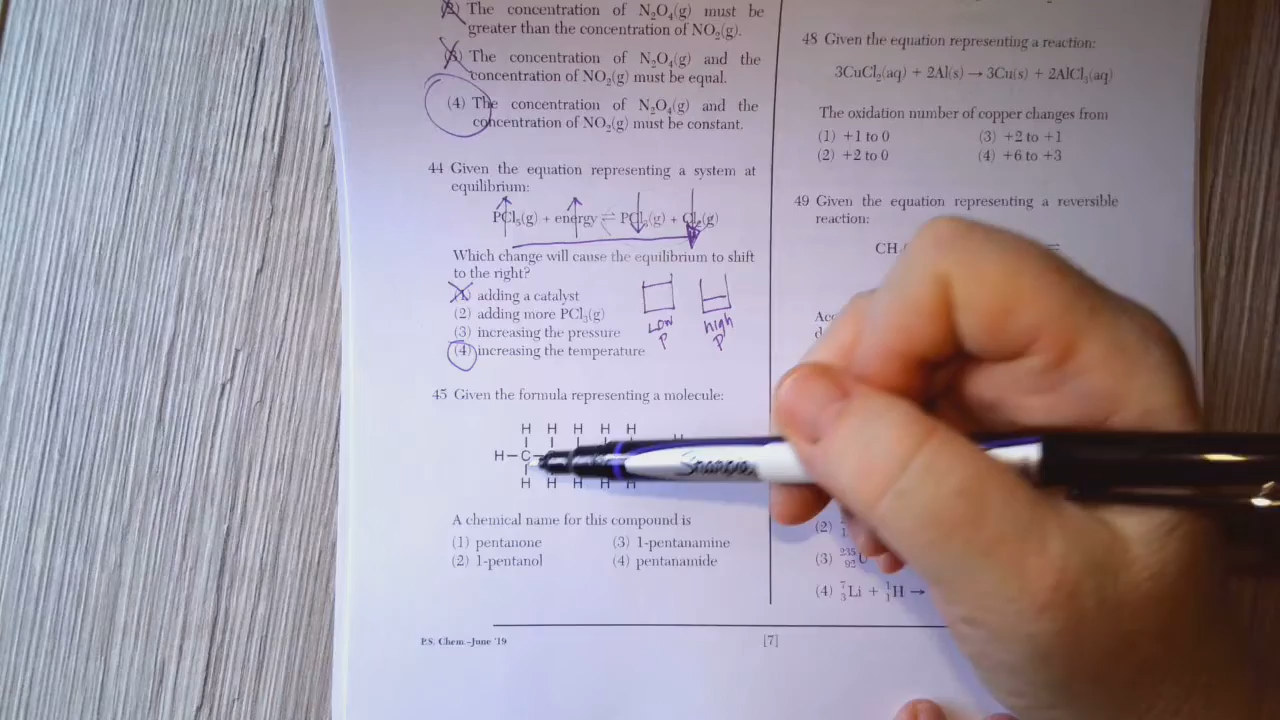 (2) The concentration of N₂O₄(g) must be
greater than the concentration of NO₂(g).
(3) The concentration of N₂O₄(g) and the
concentration of NO₂(g) must be equal.
(4) The concentration of N₂O₄(g) and the
concentration of NO₂(g) must be constant.
44 Given the equation representing a system at
equilibrium:
PCl₅(g) + energy ⇌ PCl₃(g) + Cl₂(g)
Which change will cause the equilibrium to shift
to the right?
(1) adding a catalyst
(2) adding more PCl₃(g)
(3) increasing the pressure
(4) increasing the temperature
Low P
high P
45 Given the formula representing a molecule:
H H H H H
H–C
H H H H H
A chemical name for this compound is
(1) pentanone
(2) 1-pentanol
(3) 1-pentanamine
(4) pentanamide
P.S. Chem.–June '19
[7]
48 Given the equation representing a reaction:
3CuCl₂(aq) + 2Al(s) → 3Cu(s) + 2AlCl₃(aq)
The oxidation number of copper changes from
(1) +1 to 0
(2) +2 to 0
(3) +2 to +1
(4) +6 to +3
49 Given the equation representing a reversible
reaction:
CH
(2)
(3) ²³⁵₉₂U
(4) ⁷₃Li + ¹₁H →
Sharpie